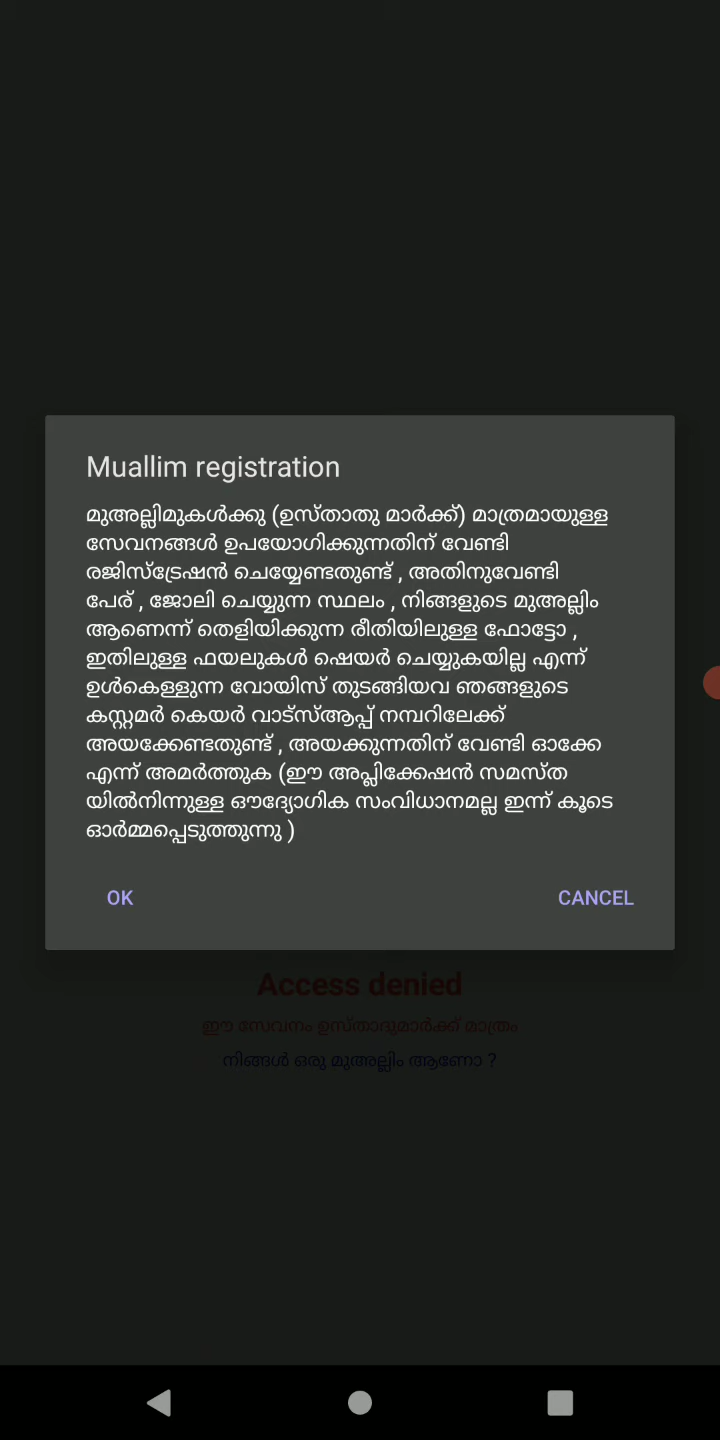 Muallim registration
മുഅല്ലിമുകൾക്കു (ഉസ്താതു മാർക്ക്) മാത്രമായുള്ള
സേവനങ്ങൾ ഉപയോഗിക്കുന്നതിന് വേണ്ടി
രജിസ്ട്രേഷൻ ചെയ്യേണ്ടതുണ്ട് , അതിനുവേണ്ടി
പേര് , ജോലി ചെയ്യുന്ന സ്ഥലം , നിങ്ങളുടെ മുഅല്ലിം
ആണെന്ന് തെളിയിക്കുന്ന രീതിയിലുള്ള ഫോട്ടോ ,
ഇതിലുള്ള ഫയലുകൾ ഷെയർ ചെയ്യുകയില്ല എന്ന്
ഉൾകെള്ളുന്ന വോയിസ് തുടങ്ങിയവ ഞങ്ങളുടെ
കസ്റ്റമർ കെയർ വാട്സ്ആപ്പ് നമ്പറിലേക്ക്
അയക്കേണ്ടതുണ്ട് , അയക്കുന്നതിന് വേണ്ടി ഓക്കേ
എന്ന് അമർത്തുക (ഈ അപ്ലിക്കേഷൻ സമസ്ത
യിൽനിന്നുള്ള ഔദ്യോഗിക സംവിധാനമല്ല ഇന്ന് കൂടെ
ഓർമ്മപ്പെടുത്തുന്നു )
OK CANCEL
Access denied
ഈ സേവനം ഉസ്താദുമാർക്ക് മാത്രം
നിങ്ങൾ ഒരു മുഅല്ലിം ആണോ ?